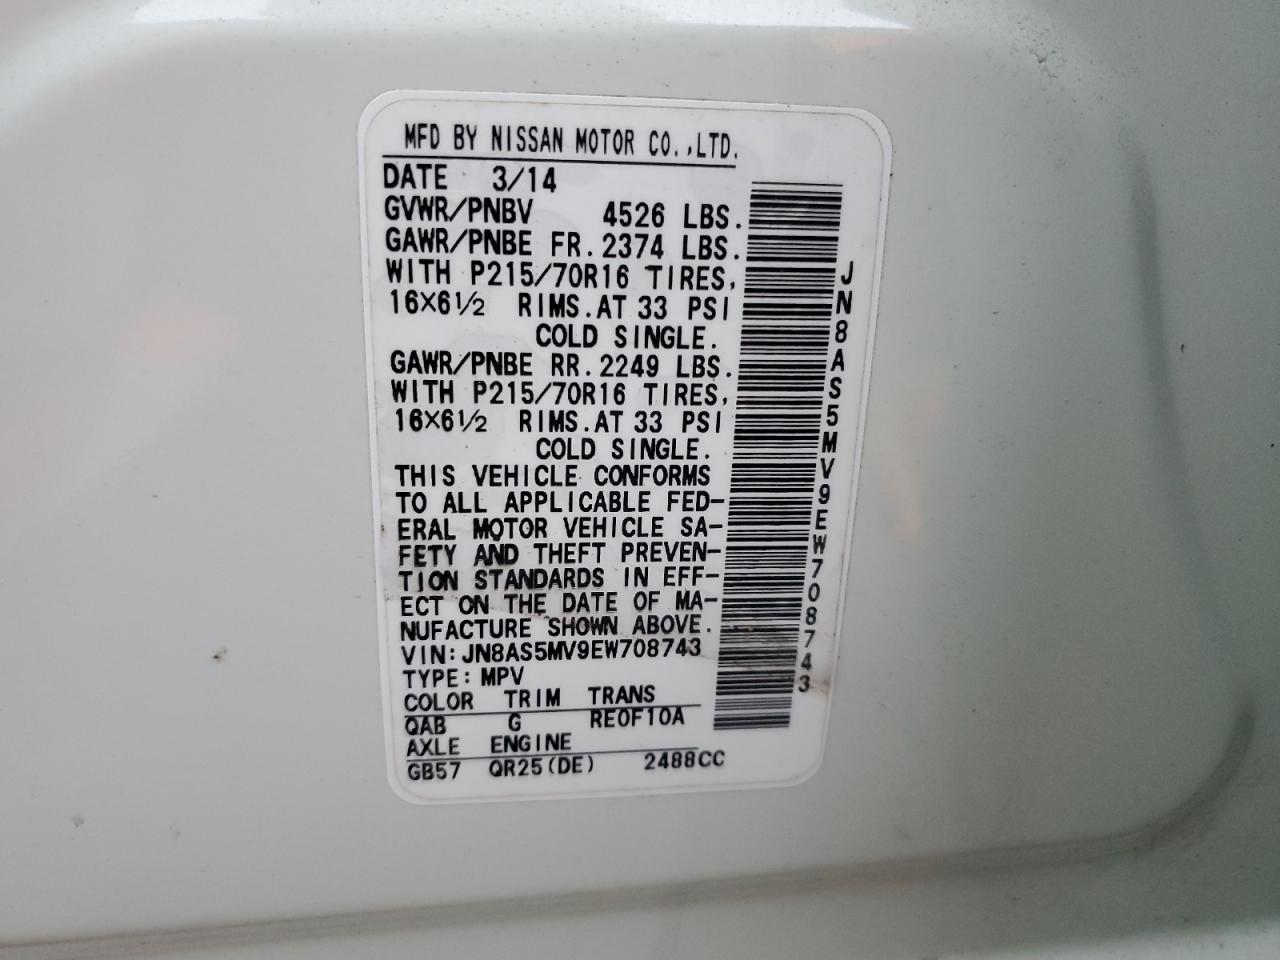 MFD BY NISSAN MOTOR CO.,LTD.
DATE 3/14
GVWR/PNBV 4526 LBS.
GAWR/PNBE FR.2374 LBS.
WITH P215/70R16 TIRES,
16×6½ RIMS.AT 33 PSI
COLD SINGLE.
GAWR/PNBE RR.2249 LBS.
WITH P215/70R16 TIRES,
16×6½ RIMS.AT 33 PSI
COLD SINGLE.
THIS VEHICLE CONFORMS
TO ALL APPLICABLE FED-
ERAL MOTOR VEHICLE SA-
FETY AND THEFT PREVEN-
TION STANDARDS IN EFF-
ECT ON THE DATE OF MA-
NUFACTURE SHOWN ABOVE.
VIN:JN8AS5MV9EW708743
TYPE:MPV
COLOR TRIM TRANS
QAB G RE0F10A
AXLE ENGINE
GB57 QR25(DE) 2488CC
JN8AS5MV9EW708743